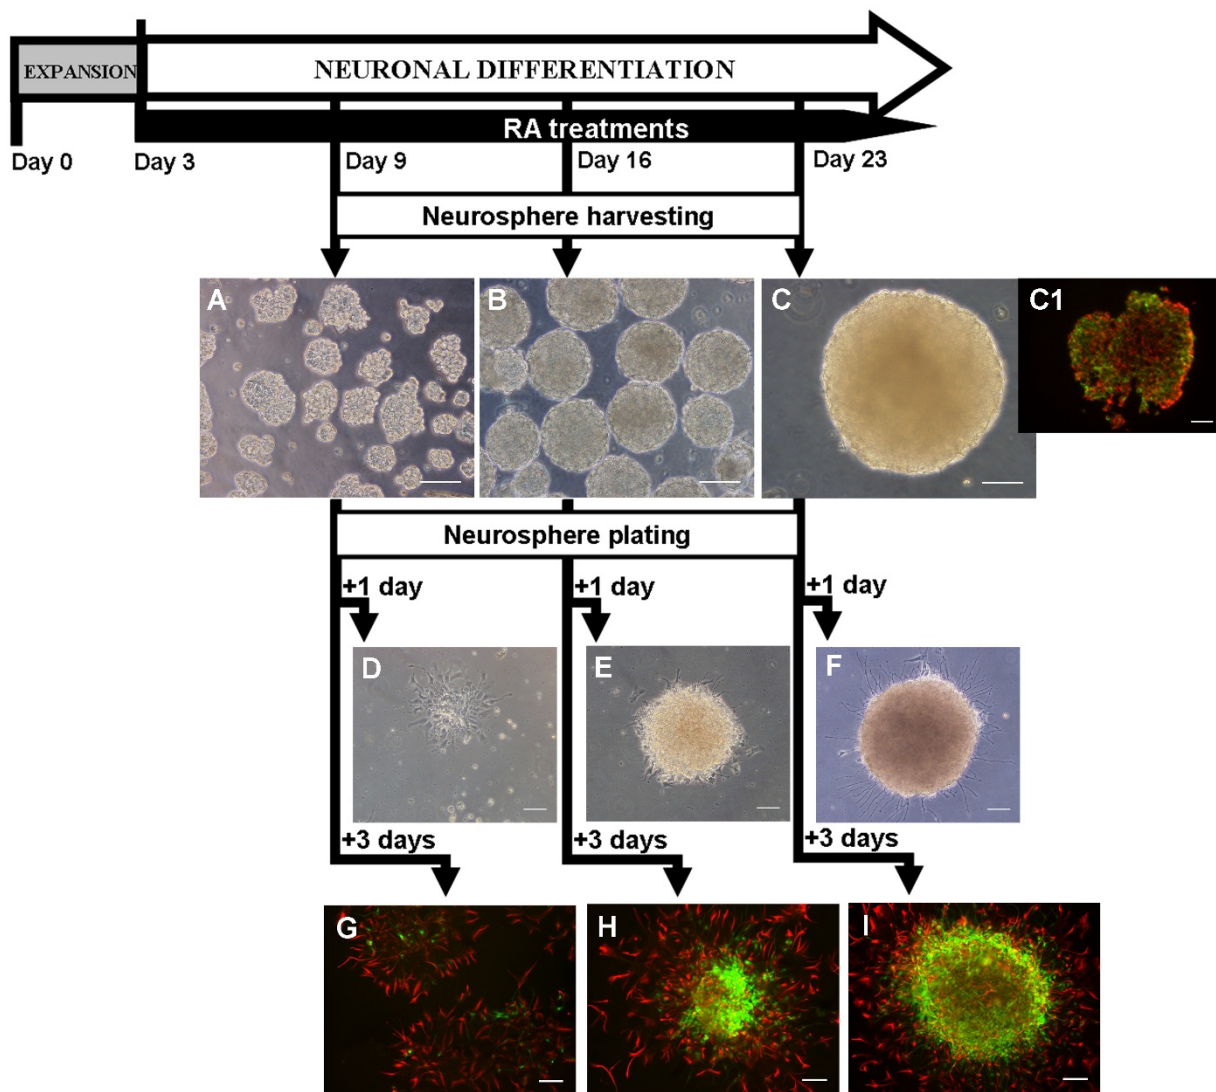 EXPANSION
NEURONAL DIFFERENTIATION
RA treatments
Day 0
Day 3
Day 9
Day 16
Day 23
Neurosphere harvesting
A
B
C
C1
Neurosphere plating
+1 day
+1 day
+1 day
D
E
F
+3 days
+3 days
+3 days
G
H
I